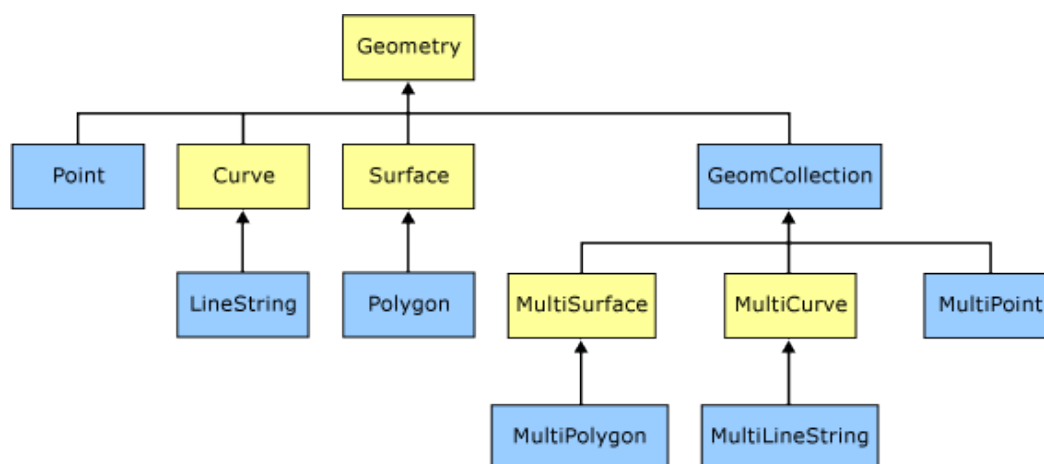 Geometry
Point
Curve
Surface
GeomCollection
LineString
Polygon
MultiSurface
MultiCurve
MultiPoint
MultiPolygon
MultiLineString